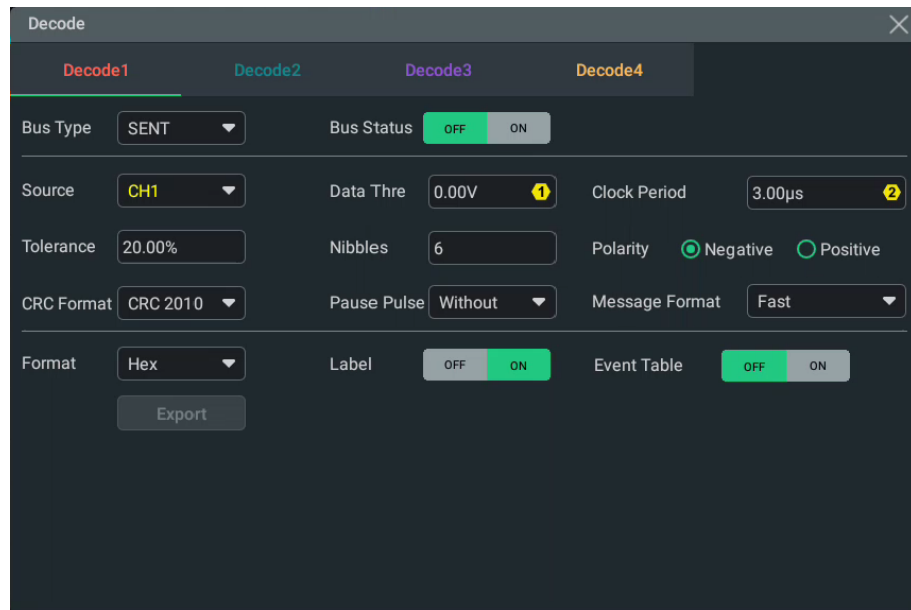 Decode
Decode1 Decode2 Decode3 Decode4
Bus Type SENT Bus Status OFF ON
Source CH1 Data Thre 0.00V 1 Clock Period 3.00µs 2
Tolerance 20.00% Nibbles 6 Polarity Negative Positive
CRC Format CRC 2010 Pause Pulse Without Message Format Fast
Format Hex Label OFF ON Event Table OFF ON
Export